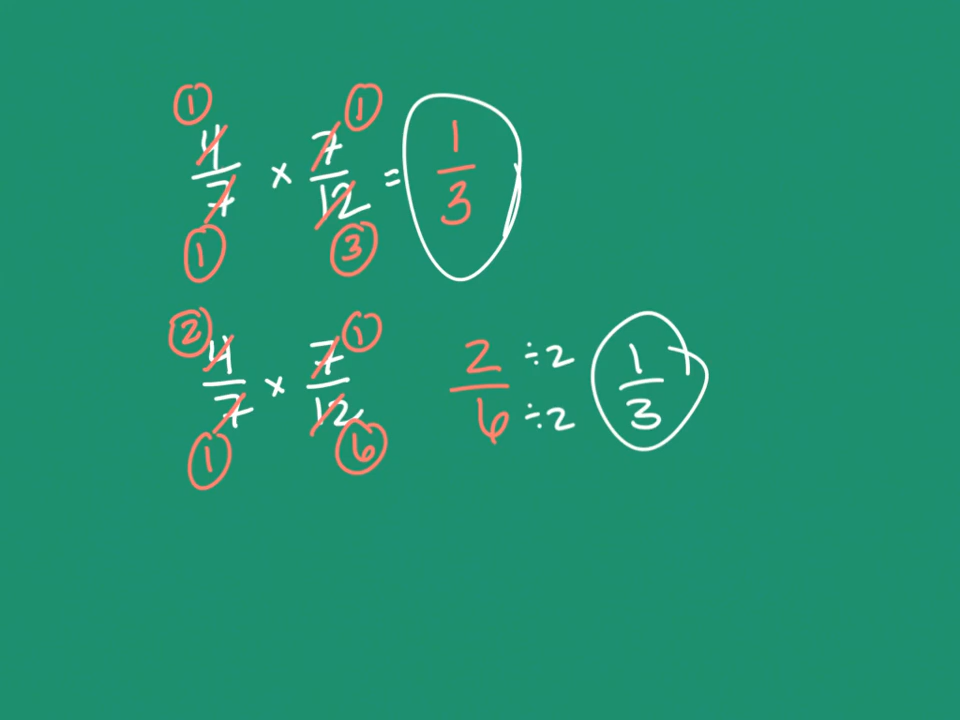 ① ①
4/7 × 7/12 = 1/3
① ③
② ①
4/7 × 7/12 2/6 ÷2 ÷2 1/3
① ⑥